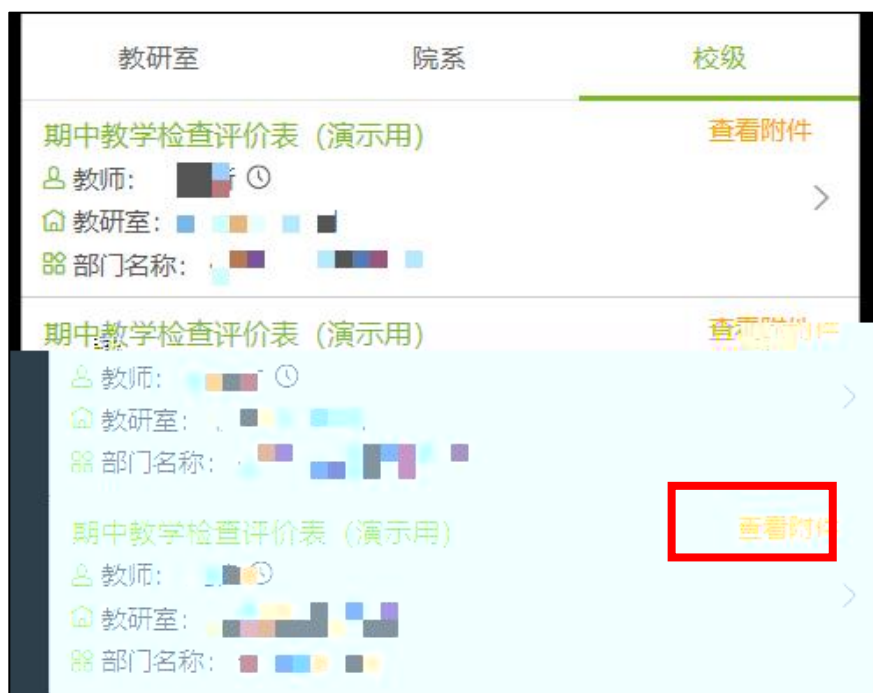 教研室 院系 校级
期中教学检查评价表（演示用） 查看附件
教师：
教研室：
部门名称：
期中教学检查评价表（演示用） 查看附件
教师：
教研室：
部门名称：
期中教学检查评价表（演示用） 查看附件
教师：
教研室：
部门名称：